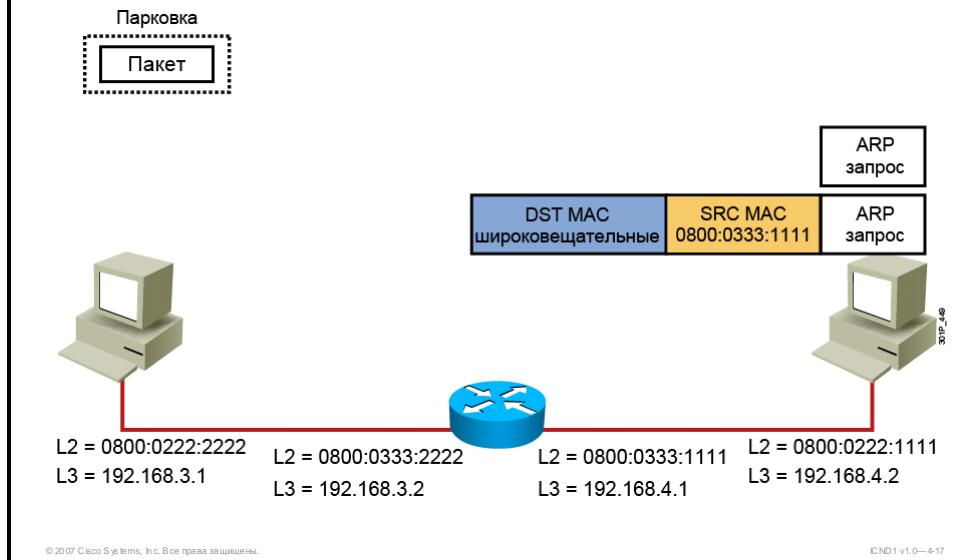 Парковка
Пакет
ARP
запрос
DST MAC
широковещательные
SRC MAC
0800:0333:1111
ARP
запрос
301P_449
L2 = 0800:0222:2222
L3 = 192.168.3.1
L2 = 0800:0333:2222
L3 = 192.168.3.2
L2 = 0800:0333:1111
L3 = 192.168.4.1
L2 = 0800:0222:1111
L3 = 192.168.4.2
© 2007 Cisco Systems, Inc. Все права защищены.
ICND1 v1.0—4-17